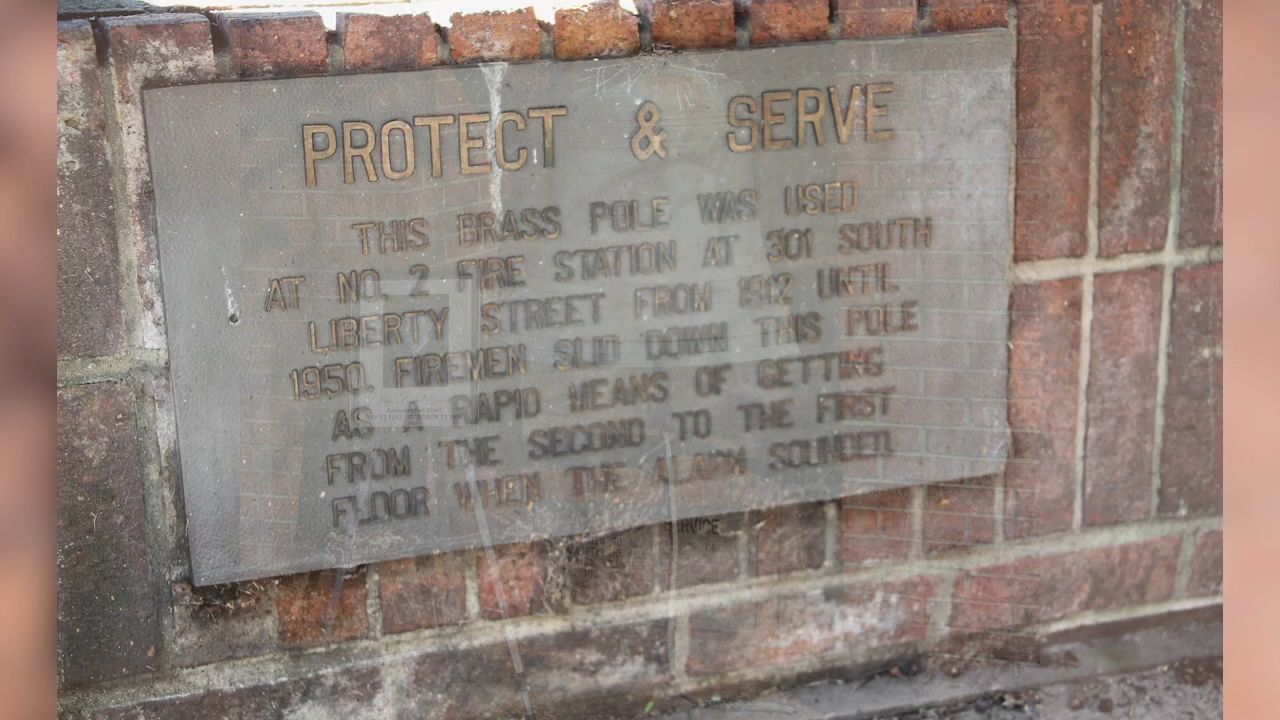 PROTECT & SERVE
THIS BRASS POLE WAS USED
AT NO. 2 FIRE STATION AT 301 SOUTH
LIBERTY STREET FROM 1912 UNTIL
1950. FIREMEN SLID DOWN THIS POLE
AS A RAPID MEANS OF GETTING
FROM THE SECOND TO THE FIRST
FLOOR WHEN THE ALARM SOUNDED.
SERVICE